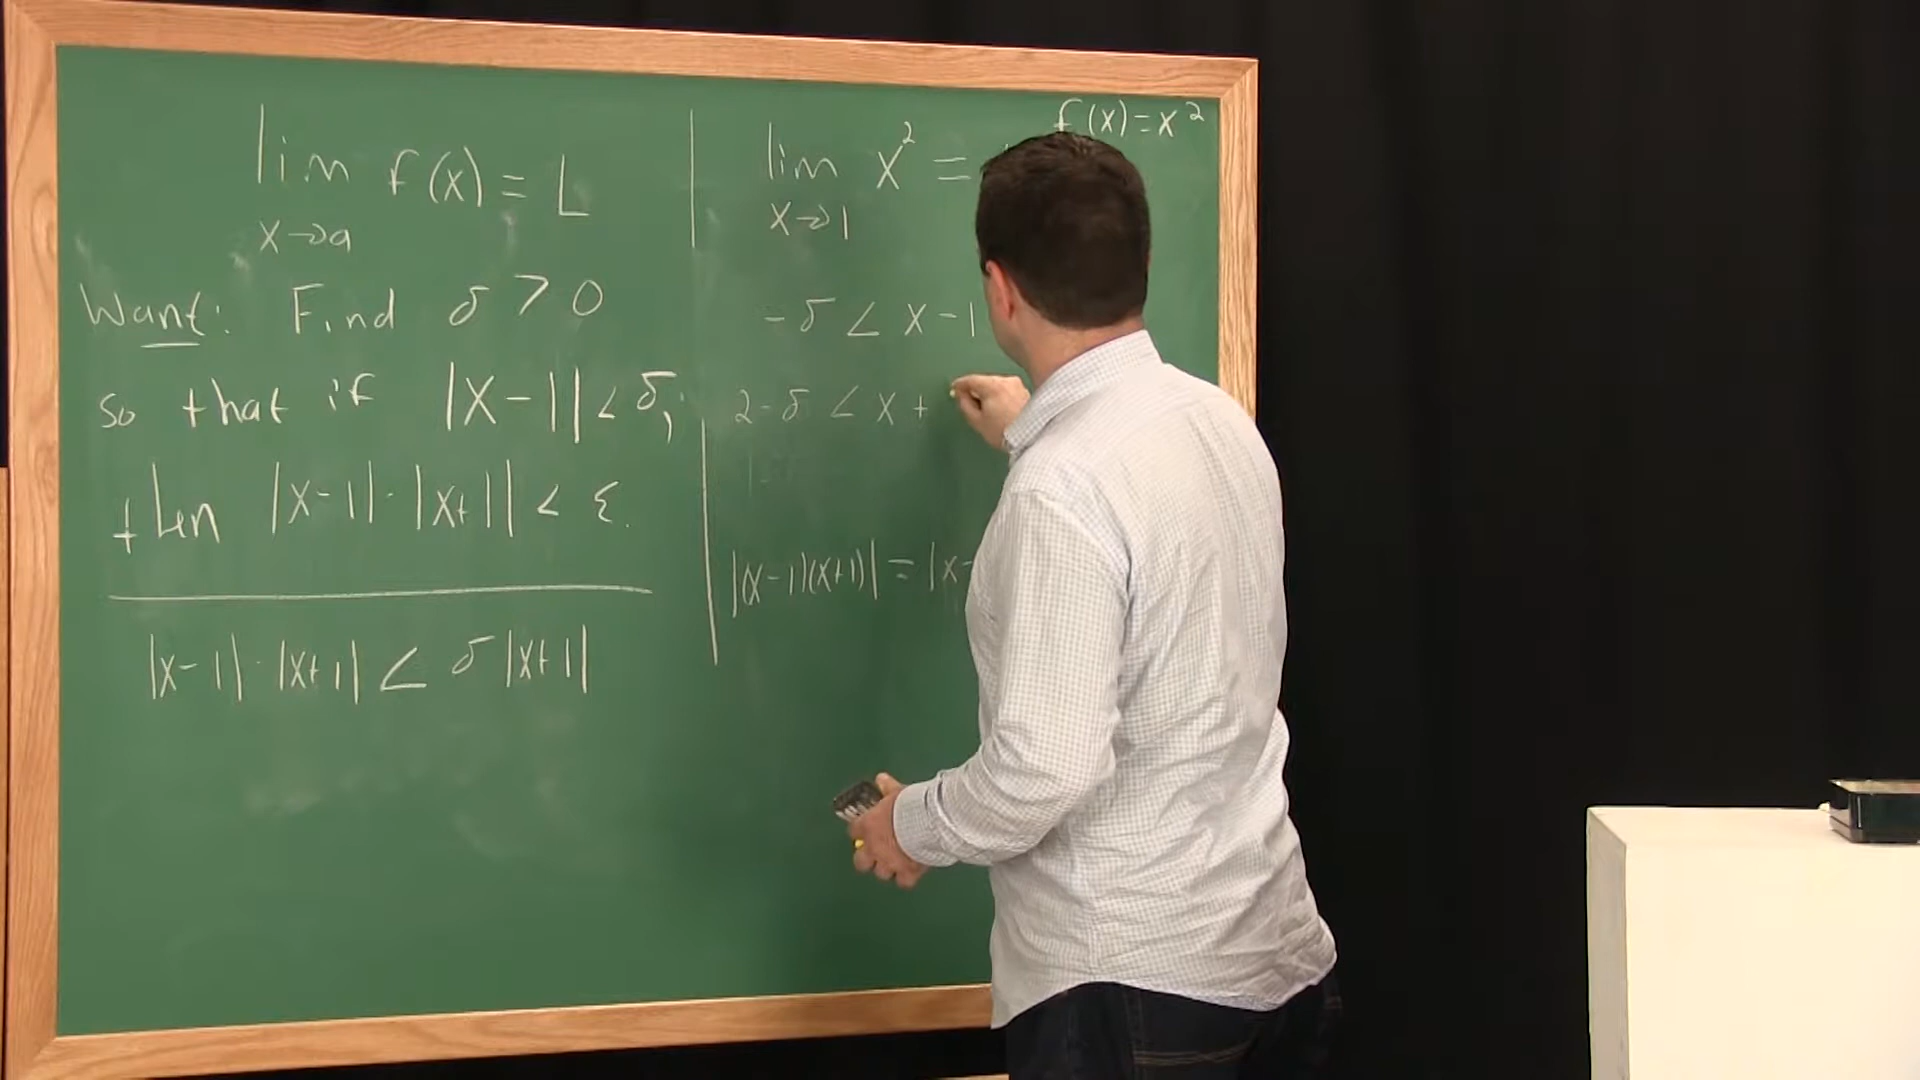 lim f(x) = L
x→a
Want: Find δ > 0
so that if |x-1| < δ,
then |x-1|·|x+1| < ε.
|x-1|·|x+1| < δ|x+1|
f(x)=x²
lim x² =
x→1
-δ < x-1
2-δ < x+
|(x-1)(x+1)| = |x-